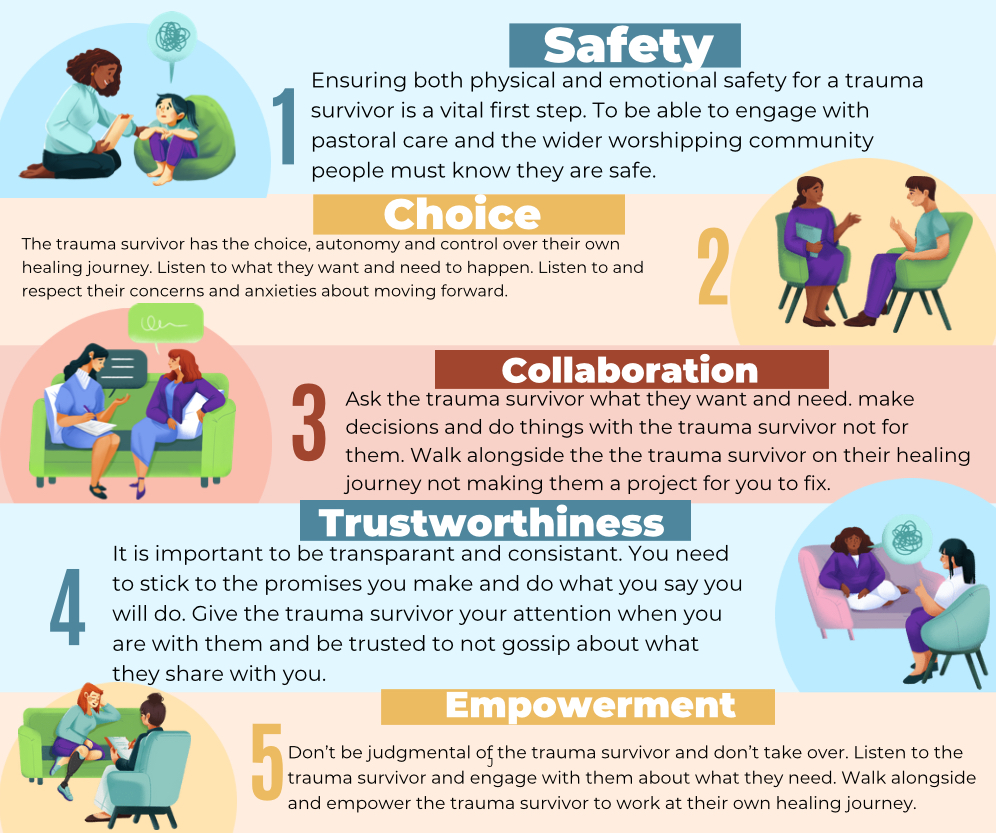 Safety
1
Ensuring both physical and emotional safety for a trauma
survivor is a vital first step. To be able to engage with
pastoral care and the wider worshipping community
people must know they are safe.
Choice
The trauma survivor has the choice, autonomy and control over their own
healing journey. Listen to what they want and need to happen. Listen to and
respect their concerns and anxieties about moving forward.
2
Collaboration
3
Ask the trauma survivor what they want and need. make
decisions and do things with the trauma survivor not for
them. Walk alongside the the trauma survivor on their healing
journey not making them a project for you to fix.
Trustworthiness
4
It is important to be transparant and consistant. You need
to stick to the promises you make and do what you say you
will do. Give the trauma survivor your attention when you
are with them and be trusted to not gossip about what
they share with you.
Empowerment
5
Don't be judgmental of the trauma survivor and don't take over. Listen to the
trauma survivor and engage with them about what they need. Walk alongside
and empower the trauma survivor to work at their own healing journey.